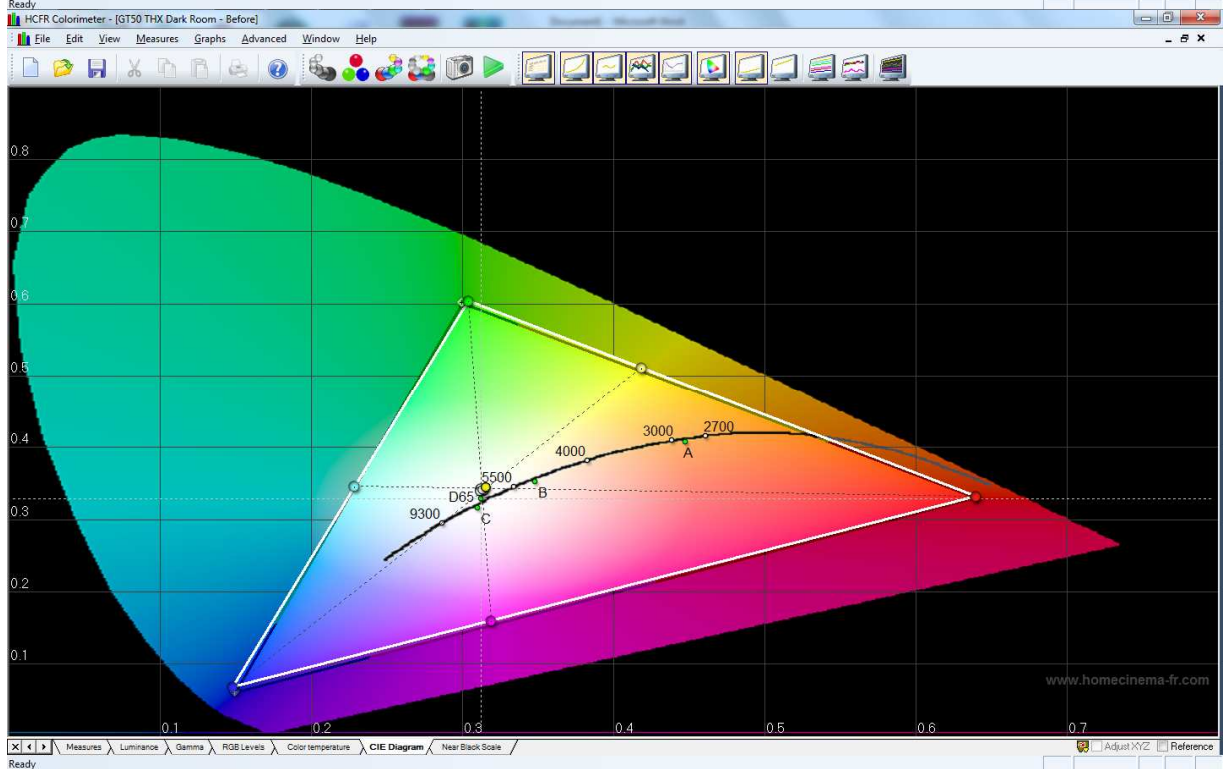 Ready
HCFR Colorimeter - [GT50 THX Dark Room - Before]
File Edit View Measures Graphs Advanced Window Help
0.8
0.7
0.6
0.5
0.4
0.3
0.2
0.1
2700
3000
A
4000
5500
B
D65
C
9300
www.homecinema-fr.com
0.1 0.2 0.3 0.4 0.5 0.6 0.7
Measures Luminance Gamma RGB Levels Color temperature CIE Diagram Near Black Scale Adjust XYZ Reference
Ready